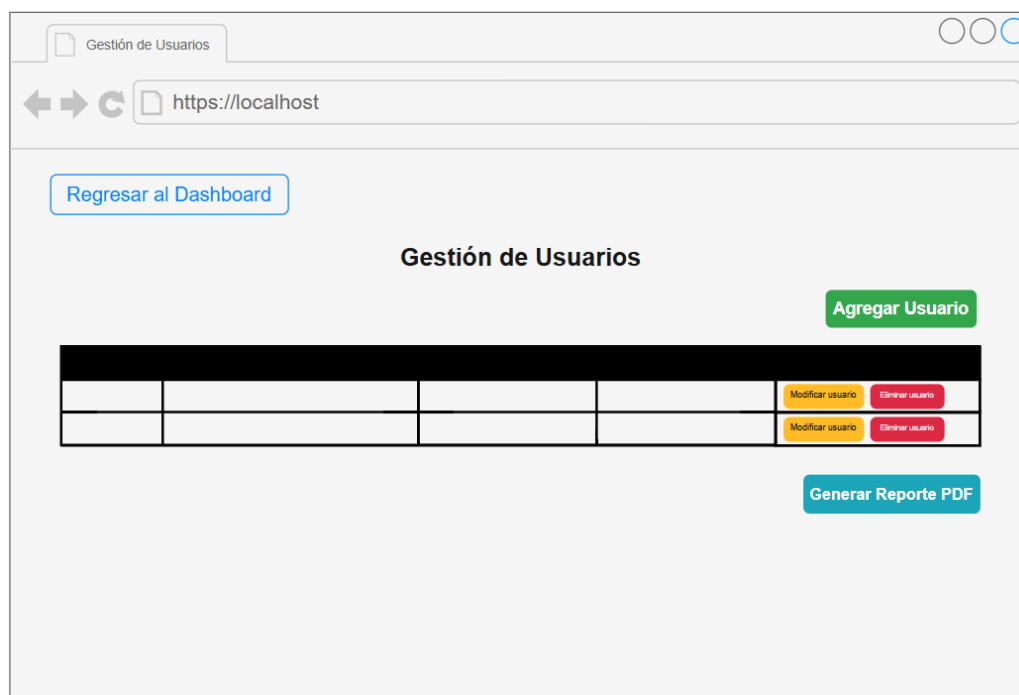 Gestión de Usuarios
https://localhost
Regresar al Dashboard
Gestión de Usuarios
Agregar Usuario
Modificar usuario Eliminar usuario
Modificar usuario Eliminar usuario
Generar Reporte PDF